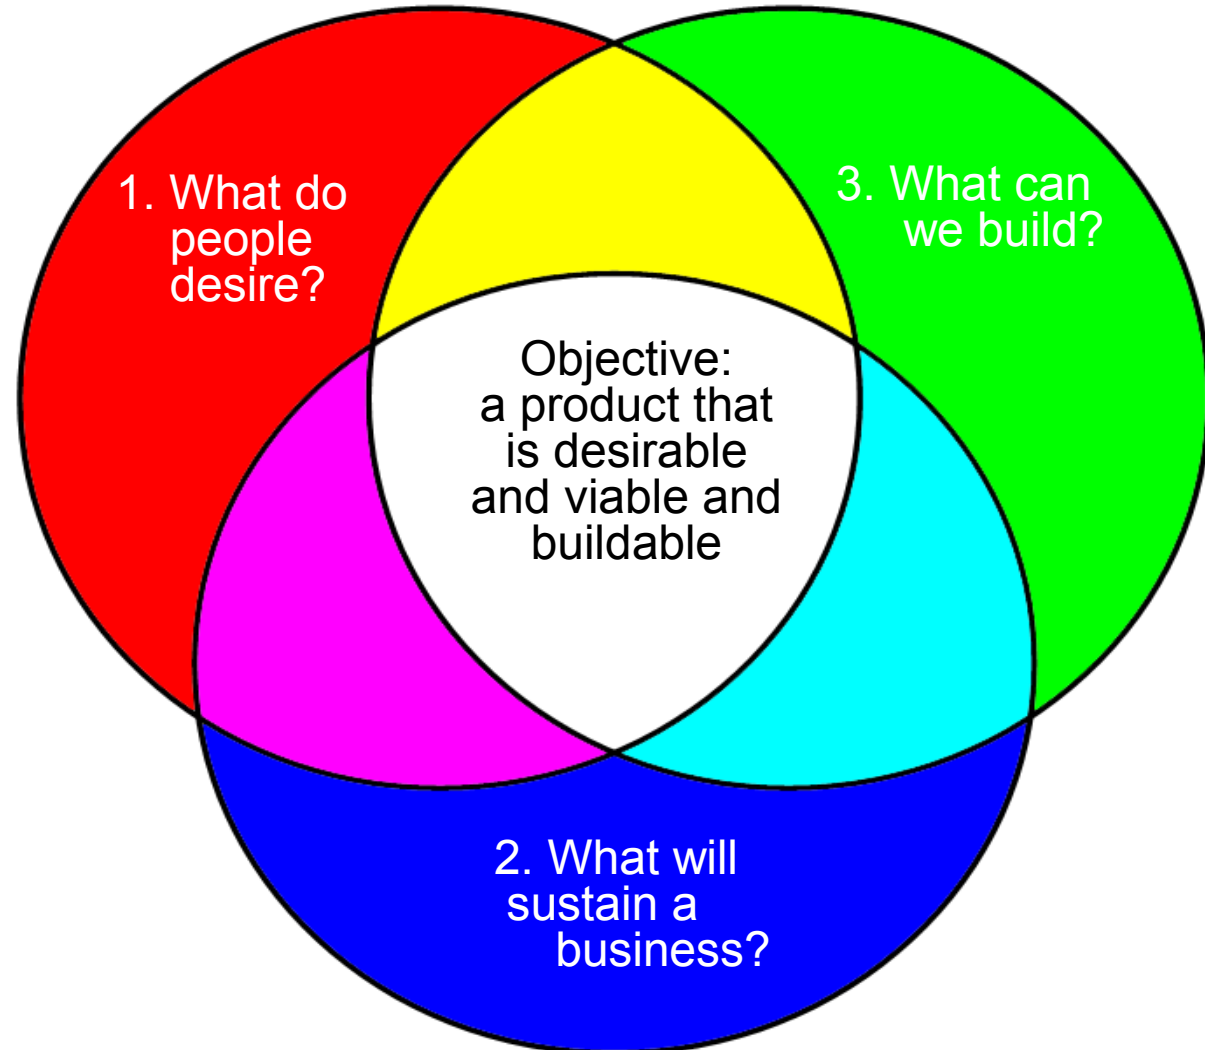 1. What do
people
desire?
3. What can
we build?
Objective:
a product that
is desirable
and viable and
buildable
2. What will
sustain a
business?